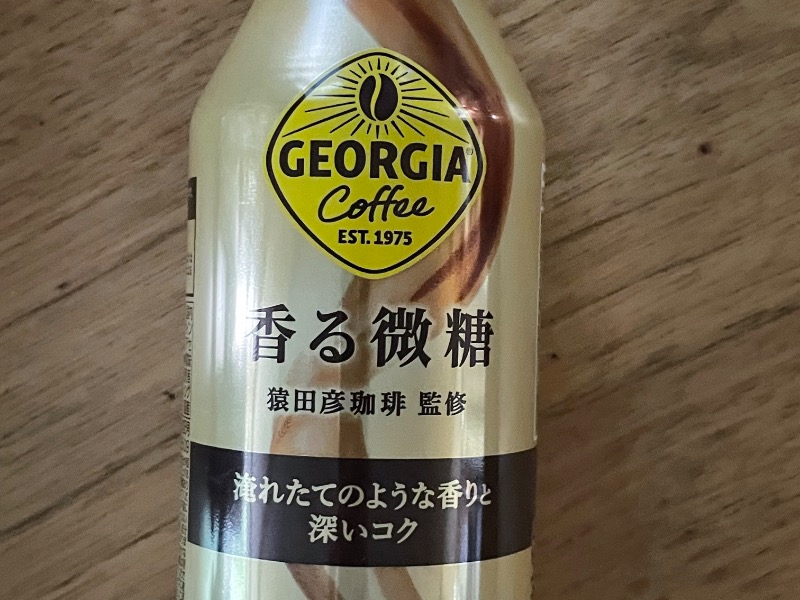 GEORGIA
Coffee
EST. 1975
香る微糖
猿田彦珈琲 監修
淹れたてのような香りと
深いコク